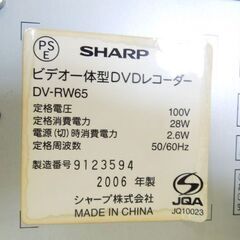 PS
E
SHARP
ビデオ一体型DVDレコーダー
DV-RW65
定格電圧 100V
定格消費電力 28W
電源(切)時消費電力 2.6W
定格周波数 50/60Hz
製造番号 9123594
2006 年製
シャープ株式会社
MADE IN CHINA
JQA
JQ10023